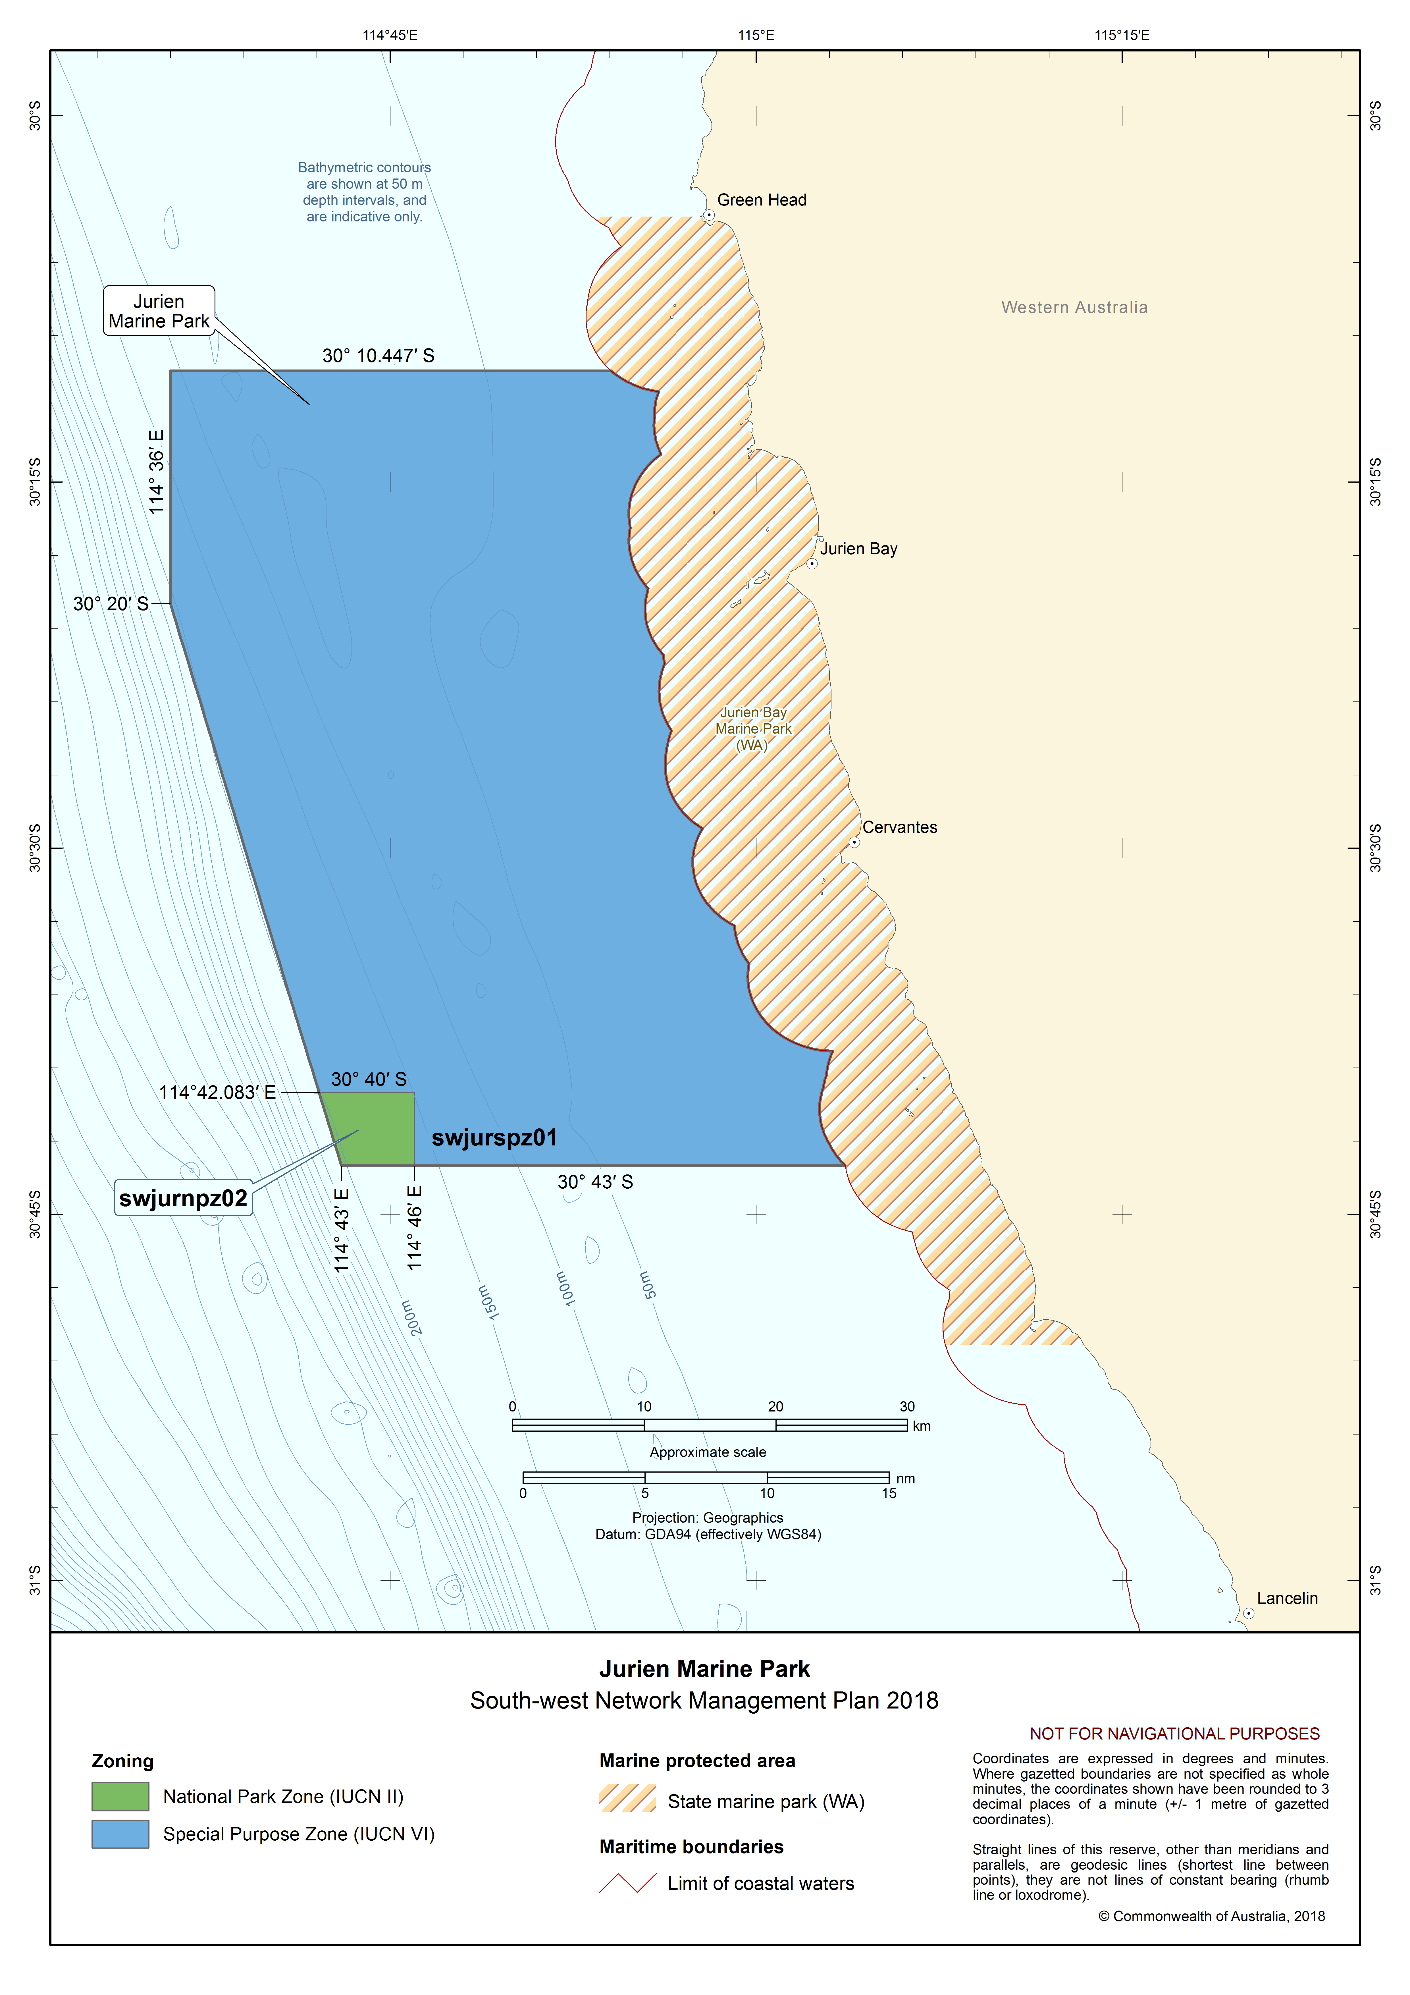 114°45'E
115°E
115°15'E
30°S
30°S
Bathymetric contours
are shown at 50 m
depth intervals, and
are indicative only.
Green Head
Western Australia
Jurien
Marine Park
30° 10.447′ S
114° 36′ E
30°15'S
30°15'S
Jurien Bay
30° 20′ S
Jurien Bay
Marine Park
(WA)
Cervantes
30°30'S
30°30'S
30° 40′ S
114°42.083′ E
swjurspz01
30° 43′ S
swjurnpz02
114° 43′ E
114° 46′ E
30°45'S
30°45'S
200m
150m
100m
50m
0 10 20 30
km
Approximate scale
nm
0 5 10 15
Projection: Geographics
Datum: GDA94 (effectively WGS84)
31°S
31°S
Lancelin
Jurien Marine Park
South-west Network Management Plan 2018
Zoning
National Park Zone (IUCN II)
Special Purpose Zone (IUCN VI)
Marine protected area
State marine park (WA)
Maritime boundaries
Limit of coastal waters
NOT FOR NAVIGATIONAL PURPOSES
Coordinates are expressed in degrees and minutes.
Where gazetted boundaries are not specified as whole
minutes, the coordinates shown have been rounded to 3
decimal places of a minute (+/- 1 metre of gazetted
coordinates).
Straight lines of this reserve, other than meridians and
parallels, are geodesic lines (shortest line between
points), they are not lines of constant bearing (rhumb
line or loxodrome).
© Commonwealth of Australia, 2018